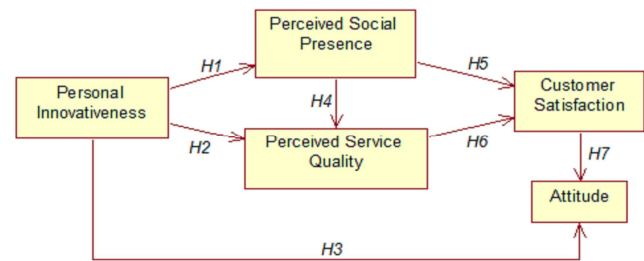 Perceived Social
Presence
H1
H5
Personal
Innovativeness
Customer
Satisfaction
H4
H2
Perceived Service
Quality
H6
H7
Attitude
H3